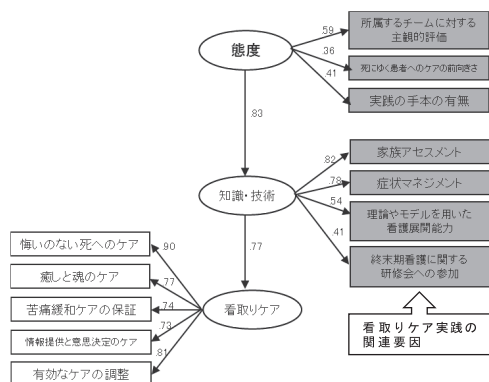 所属するチームに対する
主観的評価
死にゆく患者へのケアの前向きさ
実践の手本の有無
態度
.59
.36
.41
.83
家族アセスメント
症状マネジメント
理論やモデルを用いた
看護展開能力
終末期看護に関する
研修会への参加
知識・技術
.82
.78
.54
.41
.77
悔いのない死へのケア
癒しと魂のケア
苦痛緩和ケアの保証
情報提供と意思決定のケア
有効なケアの調整
.90
.77
.74
.73
.81
看取りケア
看取りケア実践の
関連要因